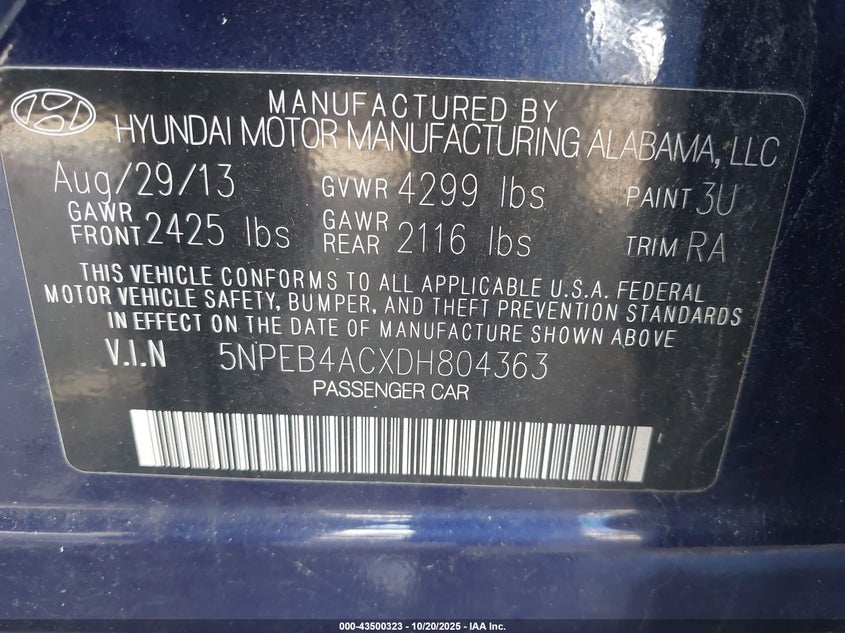 MANUFACTURED BY
HYUNDAI MOTOR MANUFACTURING ALABAMA, LLC
Aug/29/13 GVWR 4299 lbs PAINT 3U
GAWR FRONT 2425 lbs GAWR REAR 2116 lbs TRIM RA
THIS VEHICLE CONFORMS TO ALL APPLICABLE U.S.A. FEDERAL
MOTOR VEHICLE SAFETY, BUMPER, AND THEFT PREVENTION STANDARDS
IN EFFECT ON THE DATE OF MANUFACTURE SHOWN ABOVE
V.I.N 5NPEB4ACXDH804363
PASSENGER CAR
000-43500323 - 10/20/2025 - IAA Inc.